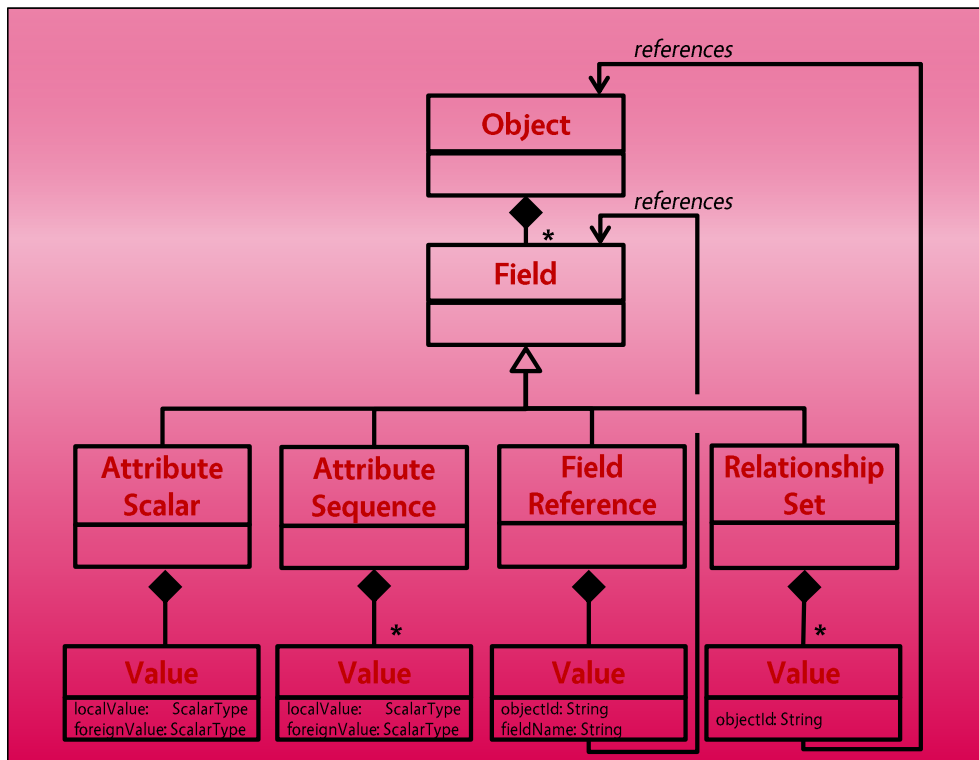 references
Object
references
*
Field
Attribute
Scalar
Attribute
Sequence
Field
Reference
Relationship
Set
*
*
Value
localValue: ScalarType
foreignValue: ScalarType
Value
localValue: ScalarType
foreignValue: ScalarType
Value
objectId: String
fieldName: String
Value
objectId: String